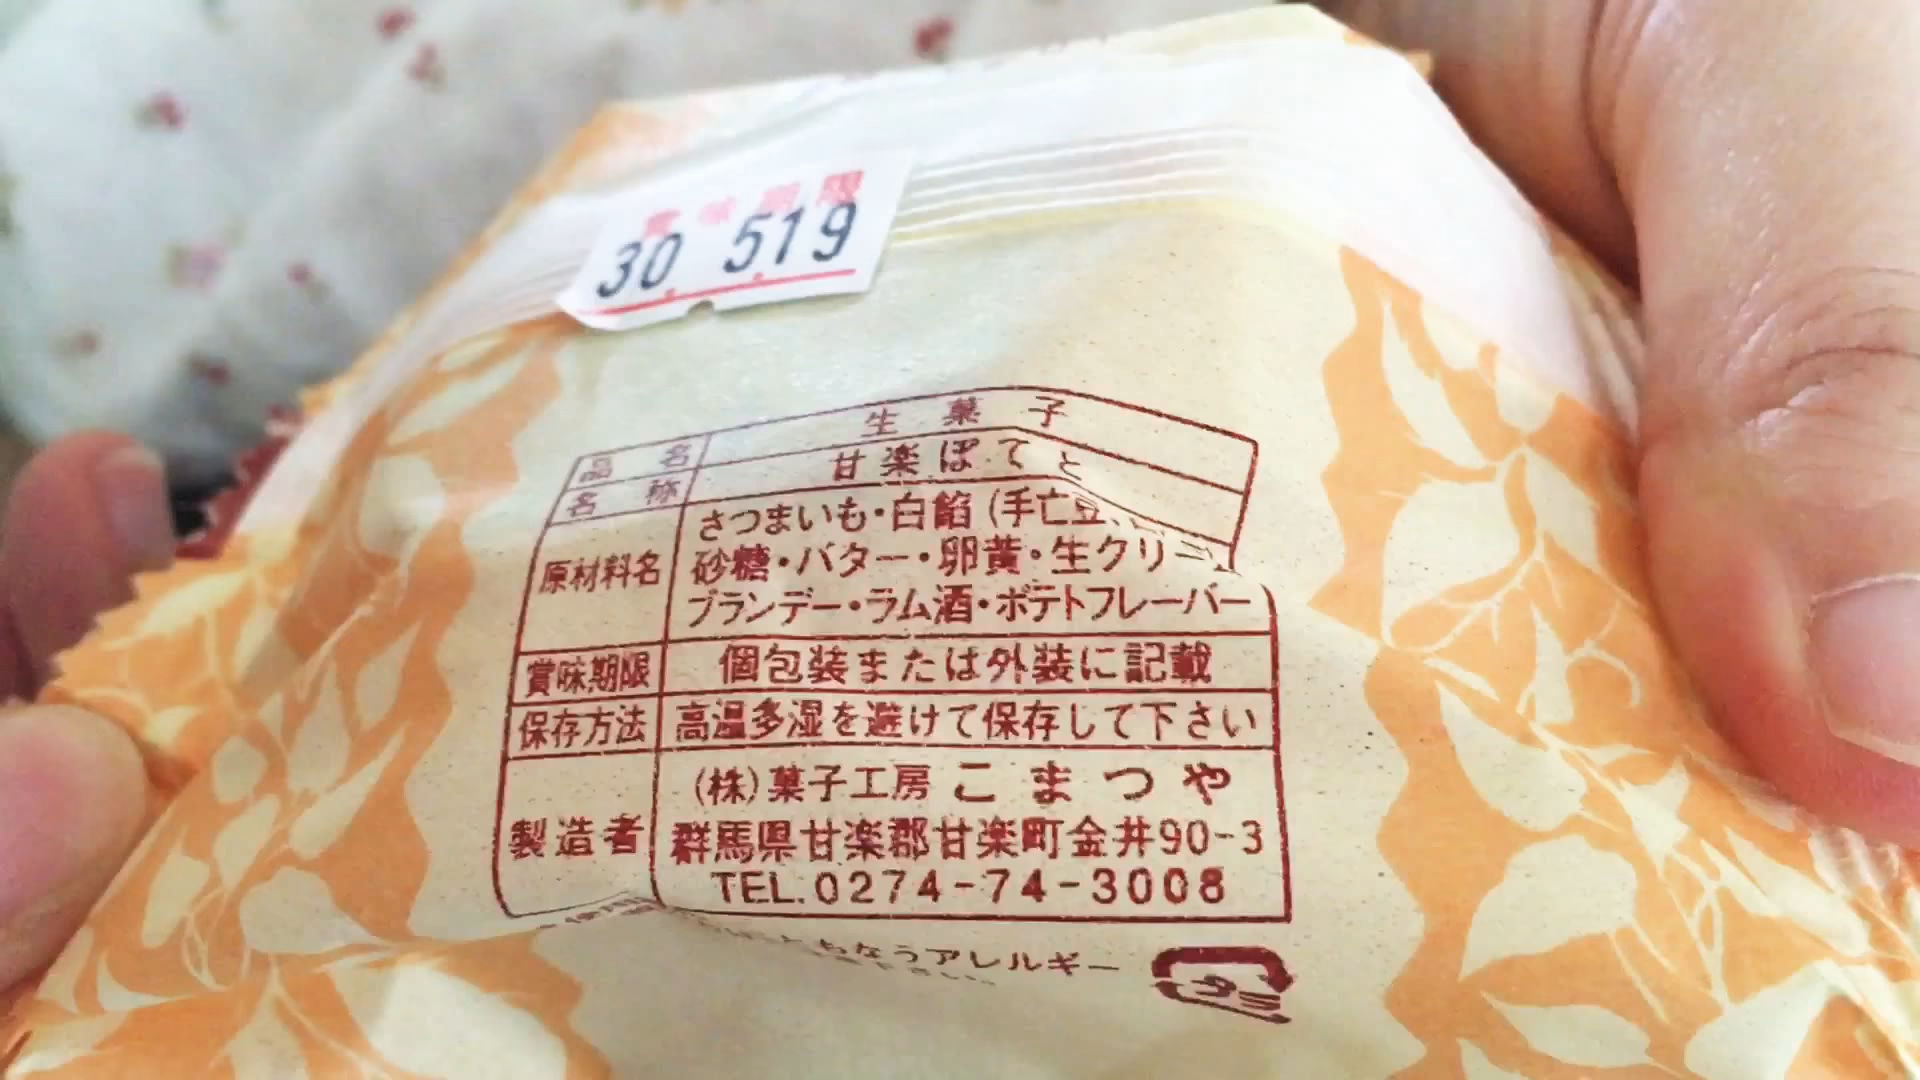 賞味期限
30. 5.19
品名 生菓子
名称 甘楽ぽてと
原材料名 さつまいも・白餡(手亡豆、
砂糖・バター・卵黄・生クリー
ブランデー・ラム酒・ポテトフレーバー
賞味期限 個包装または外装に記載
保存方法 高温多湿を避けて保存して下さい
製造者 (株)菓子工房 こまつや
群馬県甘楽郡甘楽町金井90-3
TEL.0274-74-3008
ともなうアレルギー